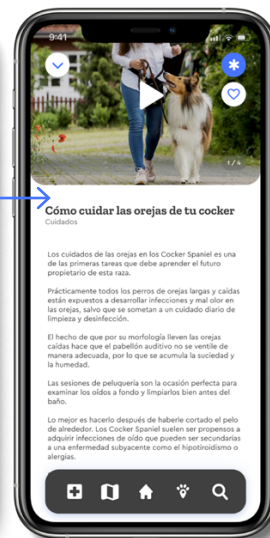 9:41
1/4
Cómo cuidar las orejas de tu cocker
Cuidados
Los cuidados de las orejas en los Cocker Spaniel es una
de las primeras tareas que debe aprender el futuro
propietario de esta raza.
Prácticamente todos los perros de orejas largas y caídas
están expuestos a desarrollar infecciones y mal olor en
las orejas, salvo que se sometan a un cuidado diario de
limpieza y desinfección.
El hecho de que por su morfología lleven las orejas
caídas hace que el pabellón auditivo no se ventile de
manera adecuada, por lo que se acumula la suciedad y
la humedad.
Las sesiones de peluquería son la ocasión perfecta para
examinar los oídos a fondo y limpiarlos bien antes del
baño.
Lo mejor es hacerlo después de haberle cortado el pelo
de alrededor. Los Cocker Spaniel suelen ser propensos a
adquirir infecciones de oído que pueden ser secundarias
a una enfermedad subyacente como el hipotiroidismo o
alergias.